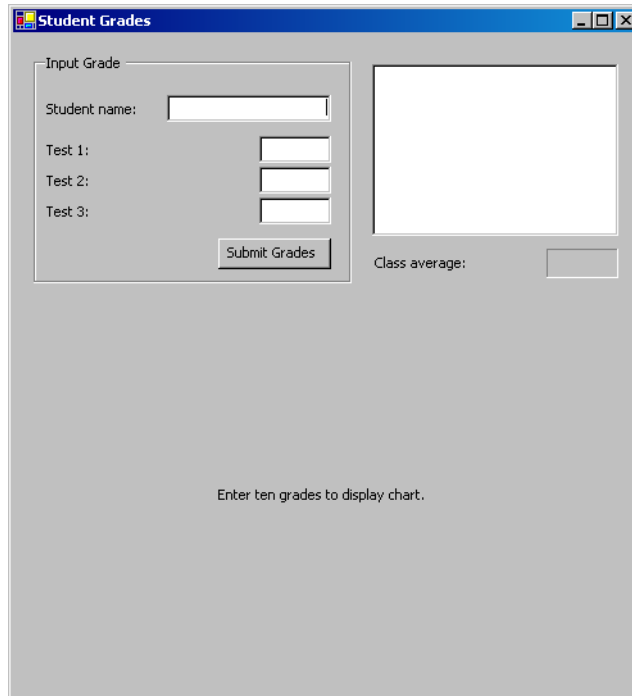 Student Grades
Input Grade
Student name:
Test 1:
Test 2:
Test 3:
Submit Grades
Class average:
Enter ten grades to display chart.